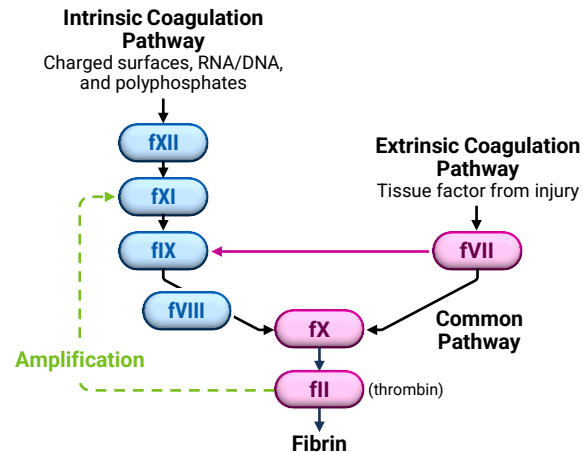 Intrinsic Coagulation
Pathway
Charged surfaces, RNA/DNA,
and polyphosphates
fXII
Extrinsic Coagulation
Pathway
Tissue factor from injury
fXI
fIX
fVII
fVIII
fX
Common
Pathway
Amplification
fII
(thrombin)
Fibrin